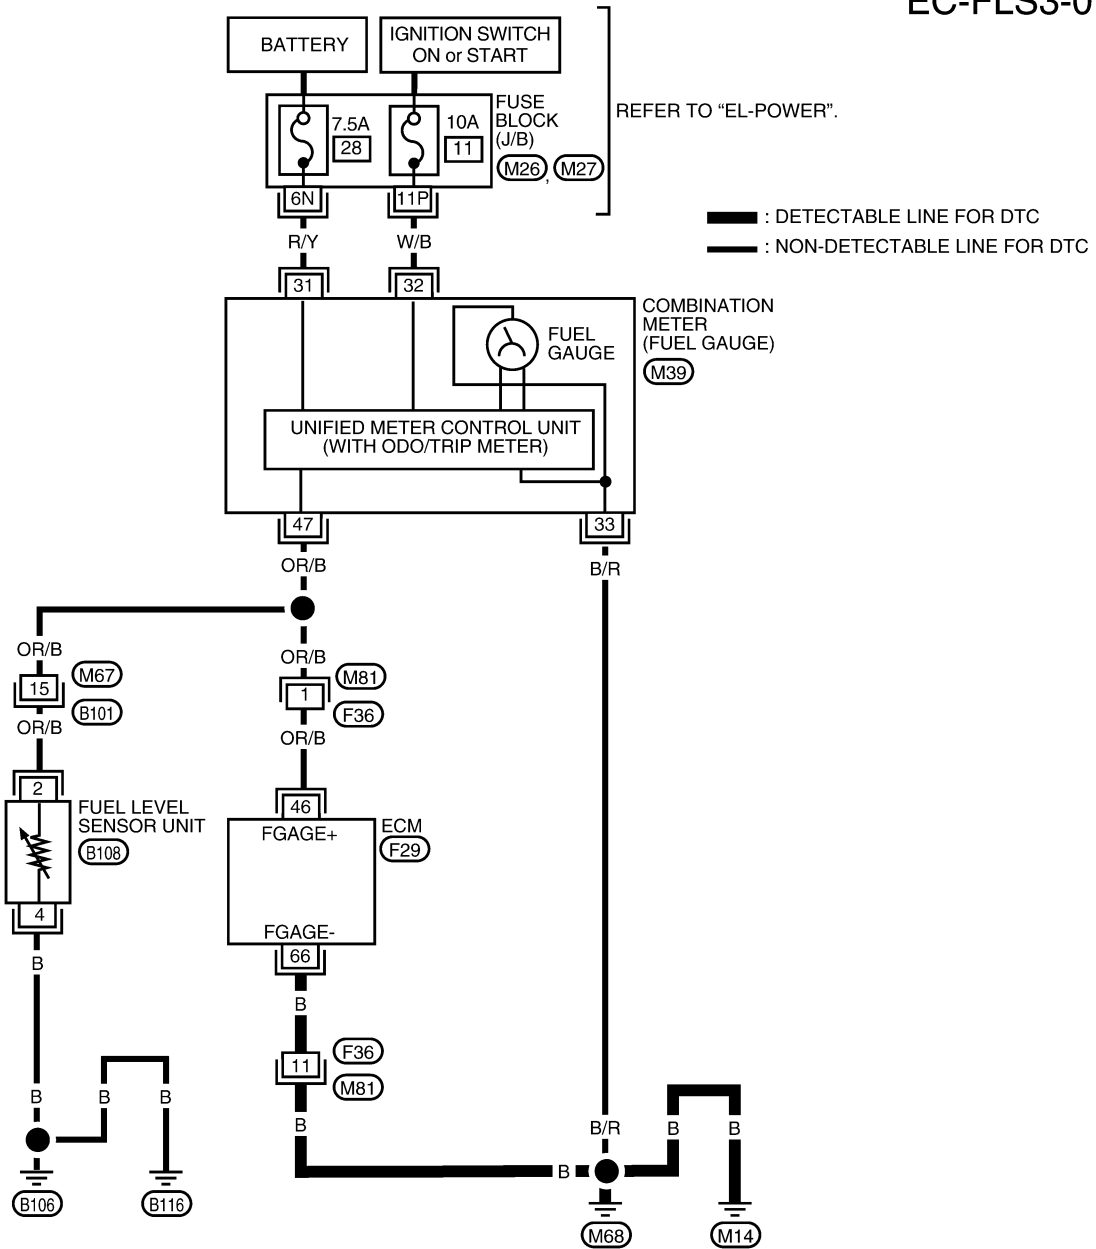 EC-FLS3-0
BATTERY
IGNITION SWITCH
ON or START
FUSE
BLOCK
(J/B)
M26, M27
7.5A
28
10A
11
REFER TO “EL-POWER”.
6N
11P
: DETECTABLE LINE FOR DTC
: NON-DETECTABLE LINE FOR DTC
R/Y
W/B
31
32
COMBINATION
METER
(FUEL GAUGE)
M39
FUEL
GAUGE
UNIFIED METER CONTROL UNIT
(WITH ODO/TRIP METER)
47
33
OR/B
B/R
OR/B
OR/B
15
M67
B101
1
M81
F36
OR/B
OR/B
2
46
FUEL LEVEL
SENSOR UNIT
B108
FGAGE+
ECM
F29
4
FGAGE-
66
B
B
11
F36
M81
B
B
B
B
B/R
B
B
B
B106
B116
M68
M14